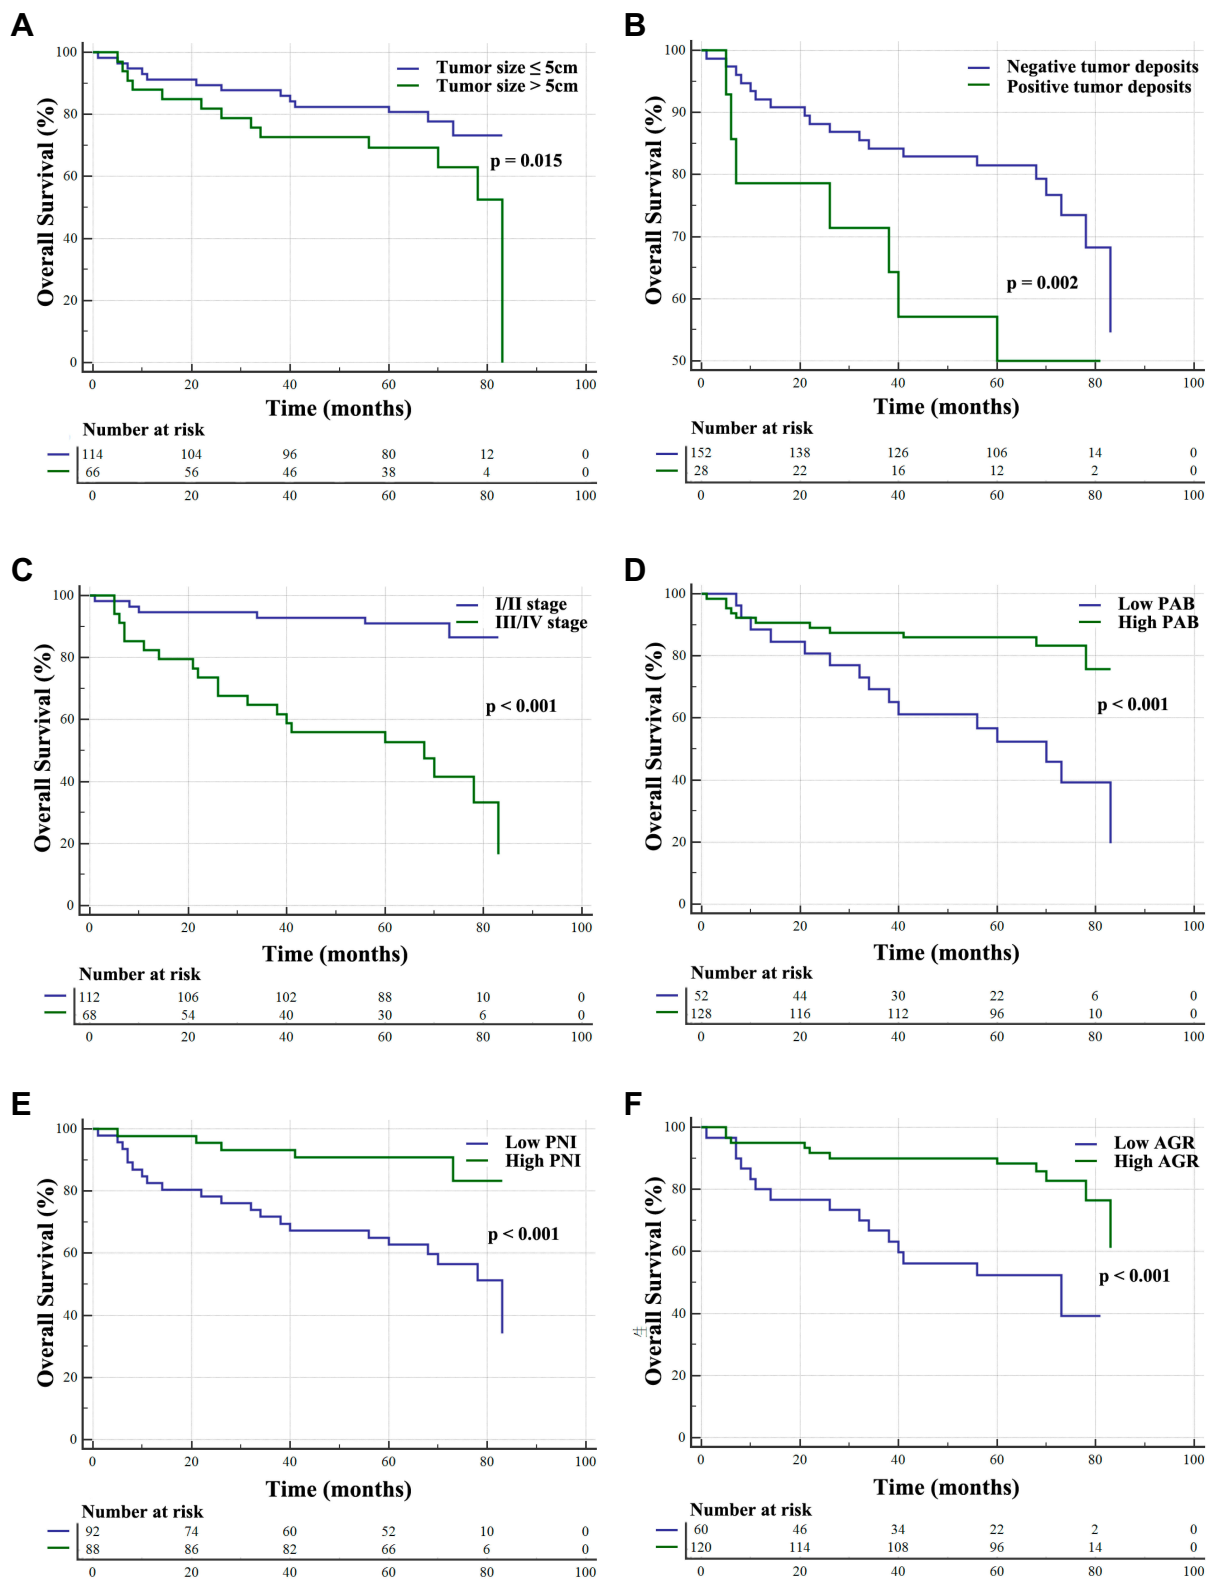 A
Overall Survival (%)
100
80
60
40
20
0
Tumor size ≤ 5cm
Tumor size > 5cm
p = 0.015
0 20 40 60 80 100
Time (months)
Number at risk
114 104 96 80 12 0
66 56 46 38 4 0
0 20 40 60 80 100
B
Overall Survival (%)
100
90
80
70
60
50
Negative tumor deposits
Positive tumor deposits
p = 0.002
0 20 40 60 80 100
Time (months)
Number at risk
152 138 126 106 14 0
28 22 16 12 2 0
0 20 40 60 80 100
C
Overall Survival (%)
100
80
60
40
20
0
I/II stage
III/IV stage
p < 0.001
0 20 40 60 80 100
Time (months)
Number at risk
112 106 102 88 10 0
68 54 40 30 6 0
0 20 40 60 80 100
D
Overall Survival (%)
100
80
60
40
20
0
Low PAB
High PAB
p < 0.001
0 20 40 60 80 100
Time (months)
Number at risk
52 44 30 22 6 0
128 116 112 96 10 0
0 20 40 60 80 100
E
Overall Survival (%)
100
80
60
40
20
0
Low PNI
High PNI
p < 0.001
0 20 40 60 80 100
Time (months)
Number at risk
92 74 60 52 10 0
88 86 82 66 6 0
0 20 40 60 80 100
F
Overall Survival (%)
100
80
60
40
20
0
Low AGR
High AGR
p < 0.001
0 20 40 60 80 100
Time (months)
Number at risk
60 46 34 22 2 0
120 114 108 96 14 0
0 20 40 60 80 100